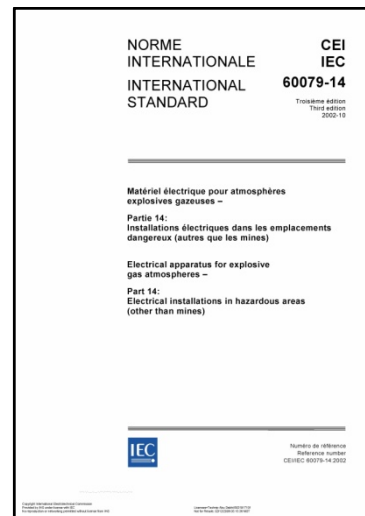 NORME
INTERNATIONALE
INTERNATIONAL
STANDARD
CEI
IEC
60079-14
Troisième édition
Third edition
2002-10
Matériel électrique pour atmosphères
explosives gazeuses –
Partie 14:
Installations électriques dans les emplacements
dangereux (autres que les mines)
Electrical apparatus for explosive
gas atmospheres –
Part 14:
Electrical installations in hazardous areas
(other than mines)
IEC
Numéro de référence
Reference number
CEI/IEC 60079-14:2002